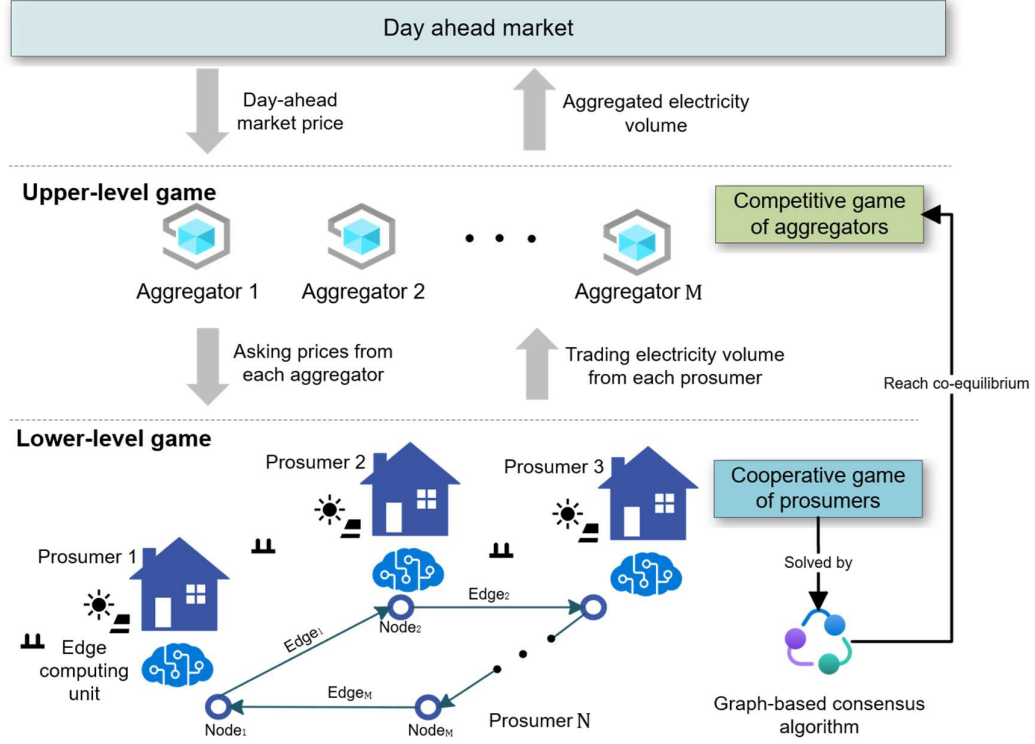 Day ahead market
Day-ahead
market price
Aggregated electricity
volume
Upper-level game
Competitive game
of aggregators
Aggregator 1
Aggregator 2
Aggregator M
Asking prices from
each aggregator
Trading electricity volume
from each prosumer
Reach co-equilibrium
Lower-level game
Prosumer 2
Prosumer 3
Cooperative game
of prosumers
Prosumer 1
Solved by
Edge₂
Edge₁
Node₂
Edge
computing
unit
Edge_M
Node₁
Node_M
Prosumer N
Graph-based consensus
algorithm